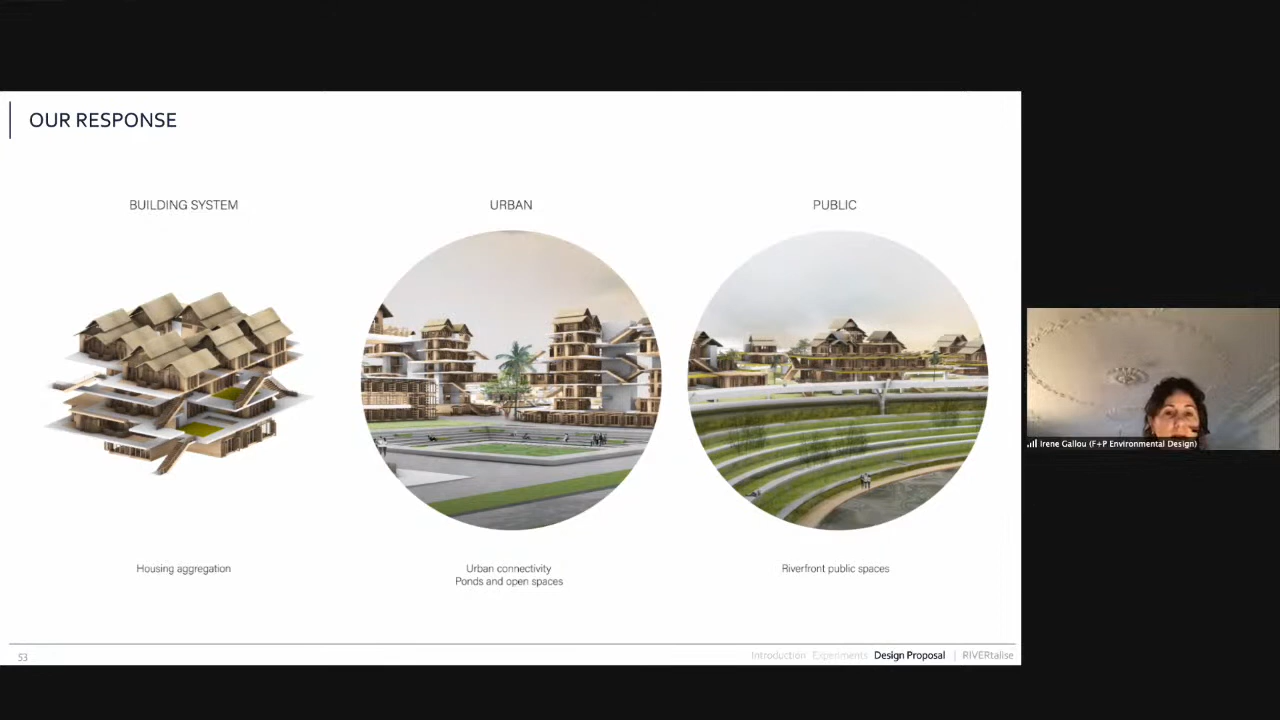 OUR RESPONSE
BUILDING SYSTEM
URBAN
PUBLIC
Housing aggregation
Urban connectivity
Ponds and open spaces
Riverfront public spaces
Irene Gallou (F+P Environmental Design)
53
Introduction Experiments Design Proposal | RIVERtalise